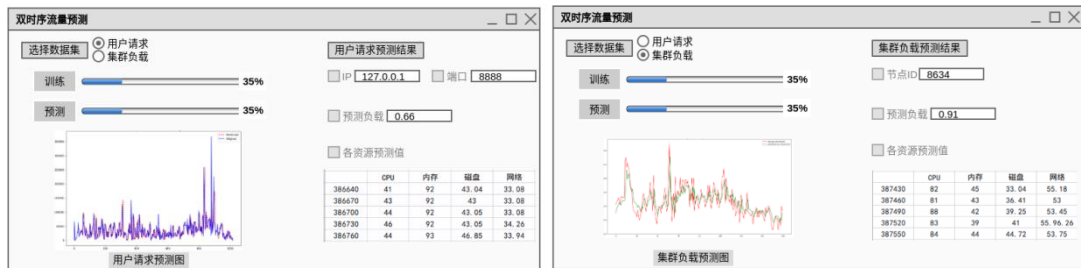 双时序流量预测
选择数据集
用户请求
集群负载
训练 35%
预测 35%
用户请求预测图
用户请求预测结果
IP 127.0.0.1 端口 8888
预测负载 0.66
各资源预测值
CPU 内存 磁盘 网络
386640 41 92 43.04 33.08
386670 43 92 43 33.08
386700 44 92 43.05 33.08
386730 46 92 43.05 34.26
386760 44 93 46.85 33.94
双时序流量预测
选择数据集
用户请求
集群负载
训练 35%
预测 35%
集群负载预测图
集群负载预测结果
节点ID 8634
预测负载 0.91
各资源预测值
CPU 内存 磁盘 网络
387430 82 45 33.04 55.18
387460 81 43 36.41 53
387490 88 42 39.25 53.45
387520 83 39 41
387550 84 44 44.72 53.75